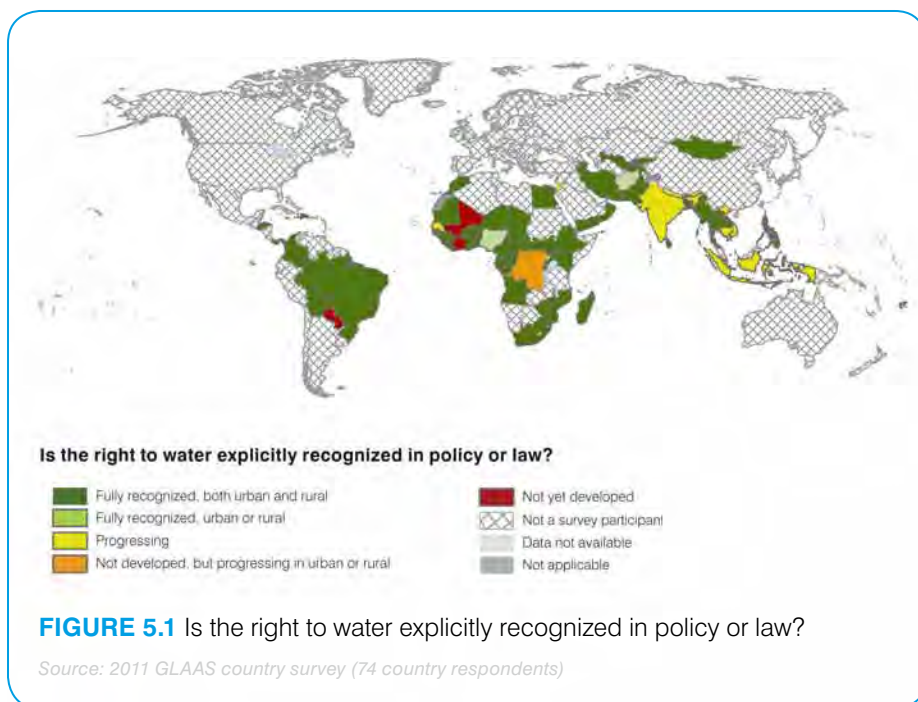 Is the right to water explicitly recognized in policy or law?
Fully recognized, both urban and rural
Fully recognized, urban or rural
Progressing
Not developed, but progressing in urban or rural
Not yet developed
Not a survey participant
Data not available
Not applicable
FIGURE 5.1 Is the right to water explicitly recognized in policy or law?
Source: 2011 GLAAS country survey (74 country respondents)